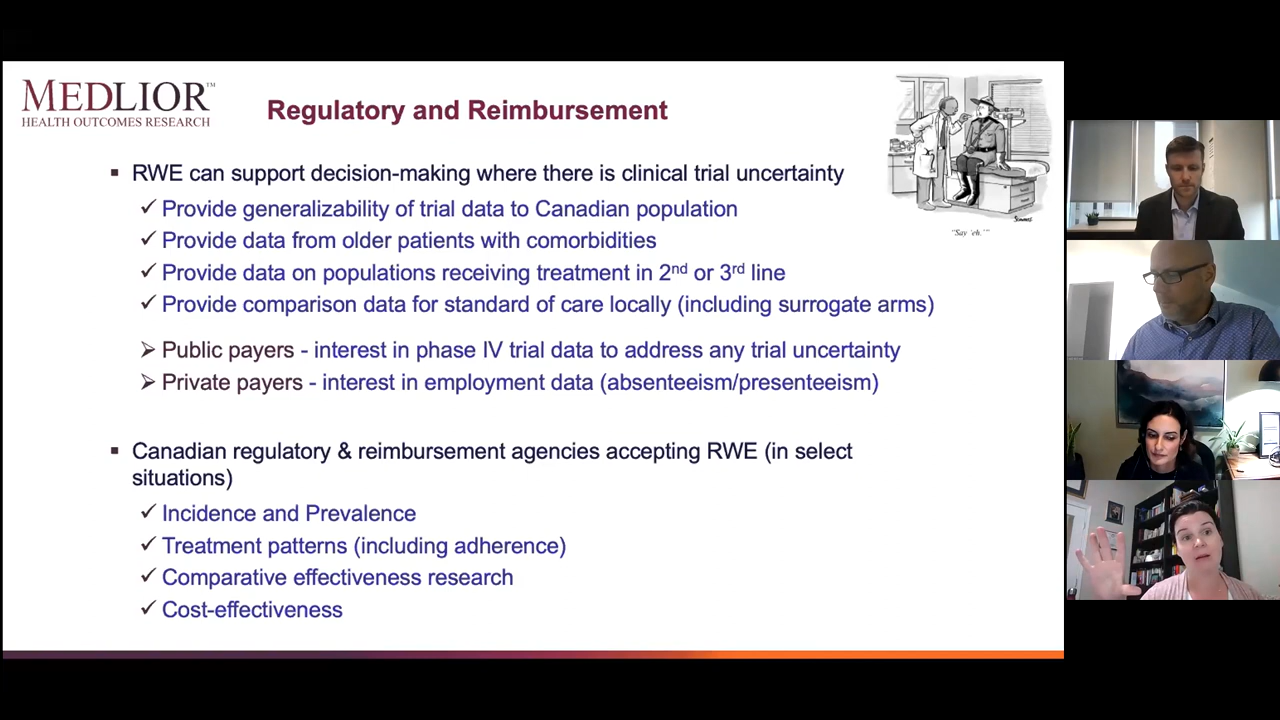 MEDLIOR™
HEALTH OUTCOMES RESEARCH
Regulatory and Reimbursement
▪ RWE can support decision-making where there is clinical trial uncertainty
✓ Provide generalizability of trial data to Canadian population
✓ Provide data from older patients with comorbidities
✓ Provide data on populations receiving treatment in 2nd or 3rd line
✓ Provide comparison data for standard of care locally (including surrogate arms)
➢ Public payers - interest in phase IV trial data to address any trial uncertainty
➢ Private payers - interest in employment data (absenteeism/presenteeism)
▪ Canadian regulatory & reimbursement agencies accepting RWE (in select
situations)
✓ Incidence and Prevalence
✓ Treatment patterns (including adherence)
✓ Comparative effectiveness research
✓ Cost-effectiveness
"Say 'eh.'"